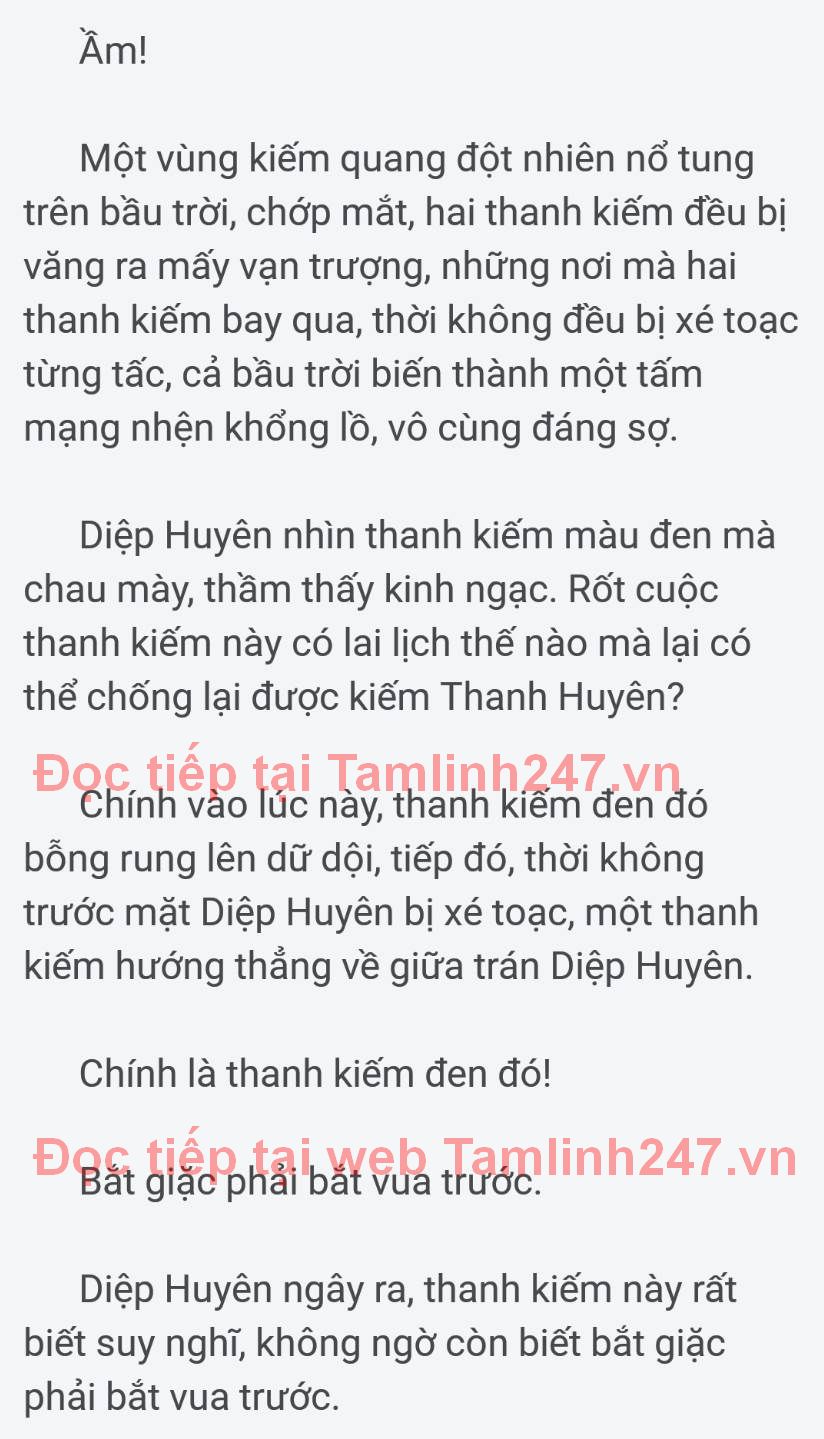 Ầm!
Một vùng kiếm quang đột nhiên nổ tung
trên bầu trời, chớp mắt, hai thanh kiếm đều bị
văng ra mấy vạn trượng, những nơi mà hai
thanh kiếm bay qua, thời không đều bị xé toạc
từng tấc, cả bầu trời biến thành một tấm
mạng nhện khổng lồ, vô cùng đáng sợ.
Diệp Huyên nhìn thanh kiếm màu đen mà
chau mày, thầm thấy kinh ngạc. Rốt cuộc
thanh kiếm này có lai lịch thế nào mà lại có
thể chống lại được kiếm Thanh Huyên?
Đọc tiếp tại Tamlinh247.vn
Chính vào lúc này, thanh kiếm đen đó
bỗng rung lên dữ dội, tiếp đó, thời không
trước mặt Diệp Huyên bị xé toạc, một thanh
kiếm hướng thẳng về giữa trán Diệp Huyên.
Chính là thanh kiếm đen đó!
Đọc tiếp tại web Tamlinh247.vn
Bắt giặc phải bắt vua trước.
Diệp Huyên ngây ra, thanh kiếm này rất
biết suy nghĩ, không ngờ còn biết bắt giặc
phải bắt vua trước.